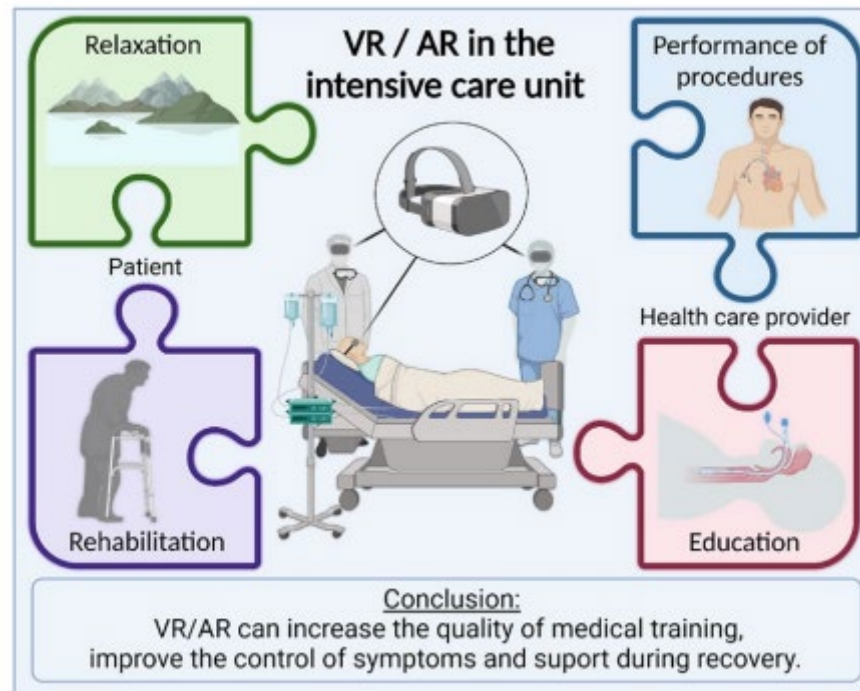 Relaxation
VR / AR in the
intensive care unit
Performance of
procedures
Patient
Health care provider
Rehabilitation
Education
Conclusion:
VR/AR can increase the quality of medical training,
improve the control of symptoms and suport during recovery.